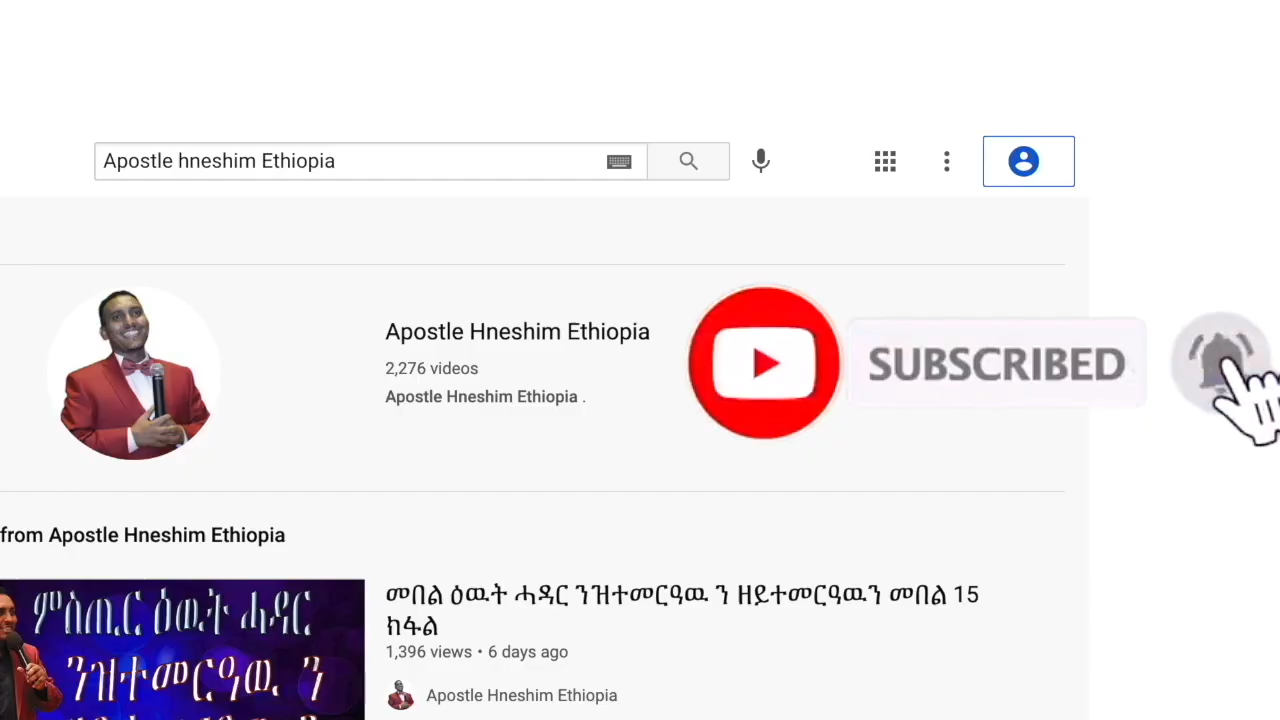 Apostle hneshim Ethiopia
Apostle Hneshim Ethiopia
2,276 videos
Apostle Hneshim Ethiopia .
SUBSCRIBED
from Apostle Hneshim Ethiopia
መበል ዕዉት ሓዳር ንዝተመርዓዉ ን ዘይተመርዓዉን መበል 15
ክፋል
1,396 views • 6 days ago
Apostle Hneshim Ethiopia
ምስጢር ዕዉት ሓዳር
ንዝተመርዓዉ ን